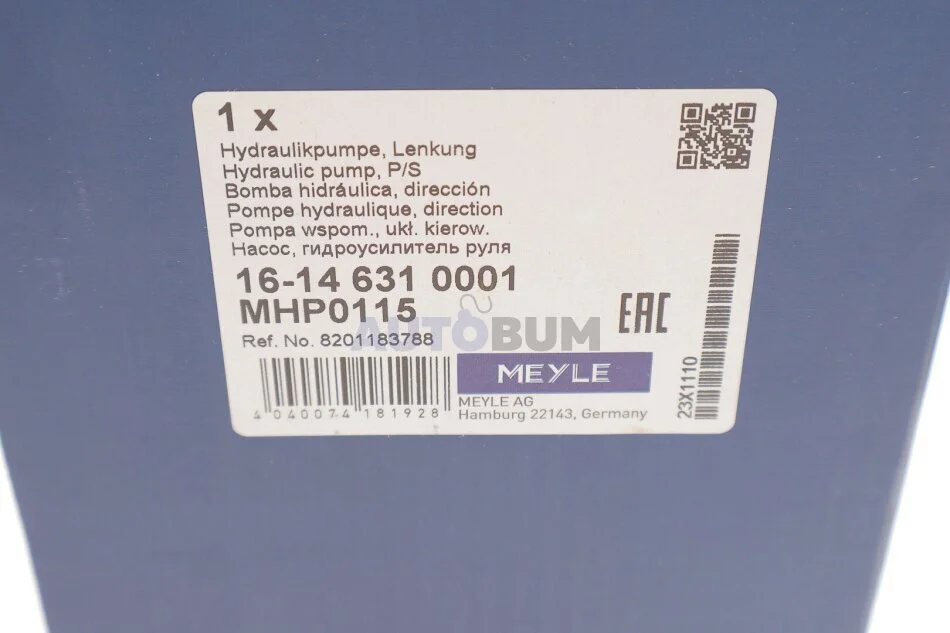 1 x
Hydraulikpumpe, Lenkung
Hydraulic pump, P/S
Bomba hidráulica, dirección
Pompe hydraulique, direction
Pompa wspom., ukł. kierow.
Насос, гидроусилитель руля
16-14 631 0001
MHP0115
EAC
AUTOBUM
Ref. No. 8201183788
MEYLE
4 040074 181928
MEYLE AG
Hamburg 22143, Germany
23X1110